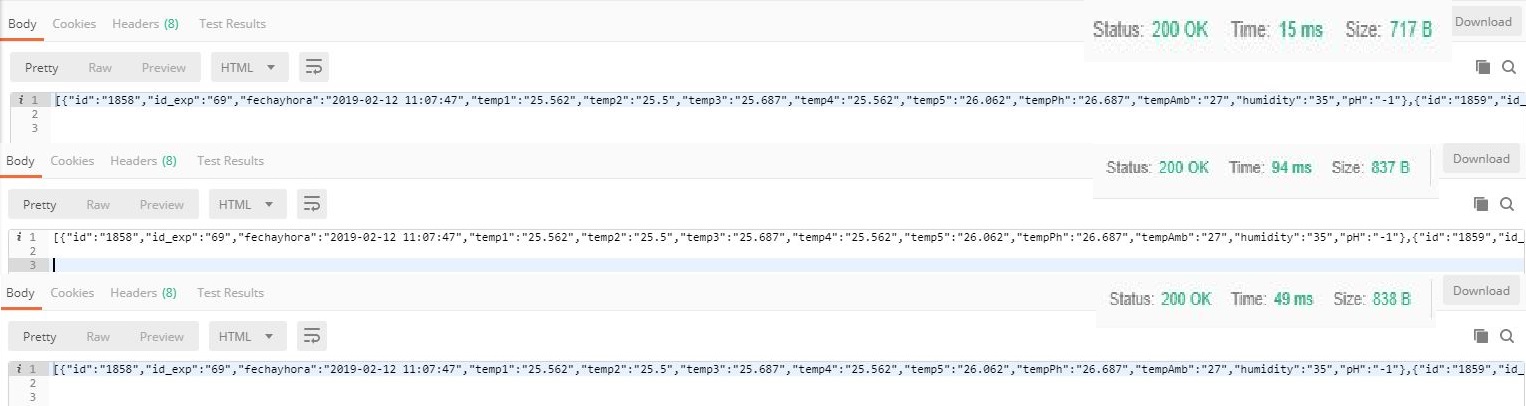 Body Cookies Headers (8) Test Results Status: 200 OK Time: 15 ms Size: 717 B Download
Pretty Raw Preview HTML
i 1 [{"id":"1858","id_exp":"69","fechayhora":"2019-02-12 11:07:47","temp1":"25.562","temp2":"25.5","temp3":"25.687","temp4":"25.562","temp5":"26.062","tempPh":"26.687","tempAmb":"27","humidity":"35","pH":"-1"},{"id":"1859","id_
2
3
Body Cookies Headers (8) Test Results Status: 200 OK Time: 94 ms Size: 837 B Download
Pretty Raw Preview HTML
i 1 [{"id":"1858","id_exp":"69","fechayhora":"2019-02-12 11:07:47","temp1":"25.562","temp2":"25.5","temp3":"25.687","temp4":"25.562","temp5":"26.062","tempPh":"26.687","tempAmb":"27","humidity":"35","pH":"-1"},{"id":"1859","id_
2
3
Body Cookies Headers (8) Test Results Status: 200 OK Time: 49 ms Size: 838 B Download
Pretty Raw Preview HTML
i 1 [{"id":"1858","id_exp":"69","fechayhora":"2019-02-12 11:07:47","temp1":"25.562","temp2":"25.5","temp3":"25.687","temp4":"25.562","temp5":"26.062","tempPh":"26.687","tempAmb":"27","humidity":"35","pH":"-1"},{"id":"1859","id_
2
3